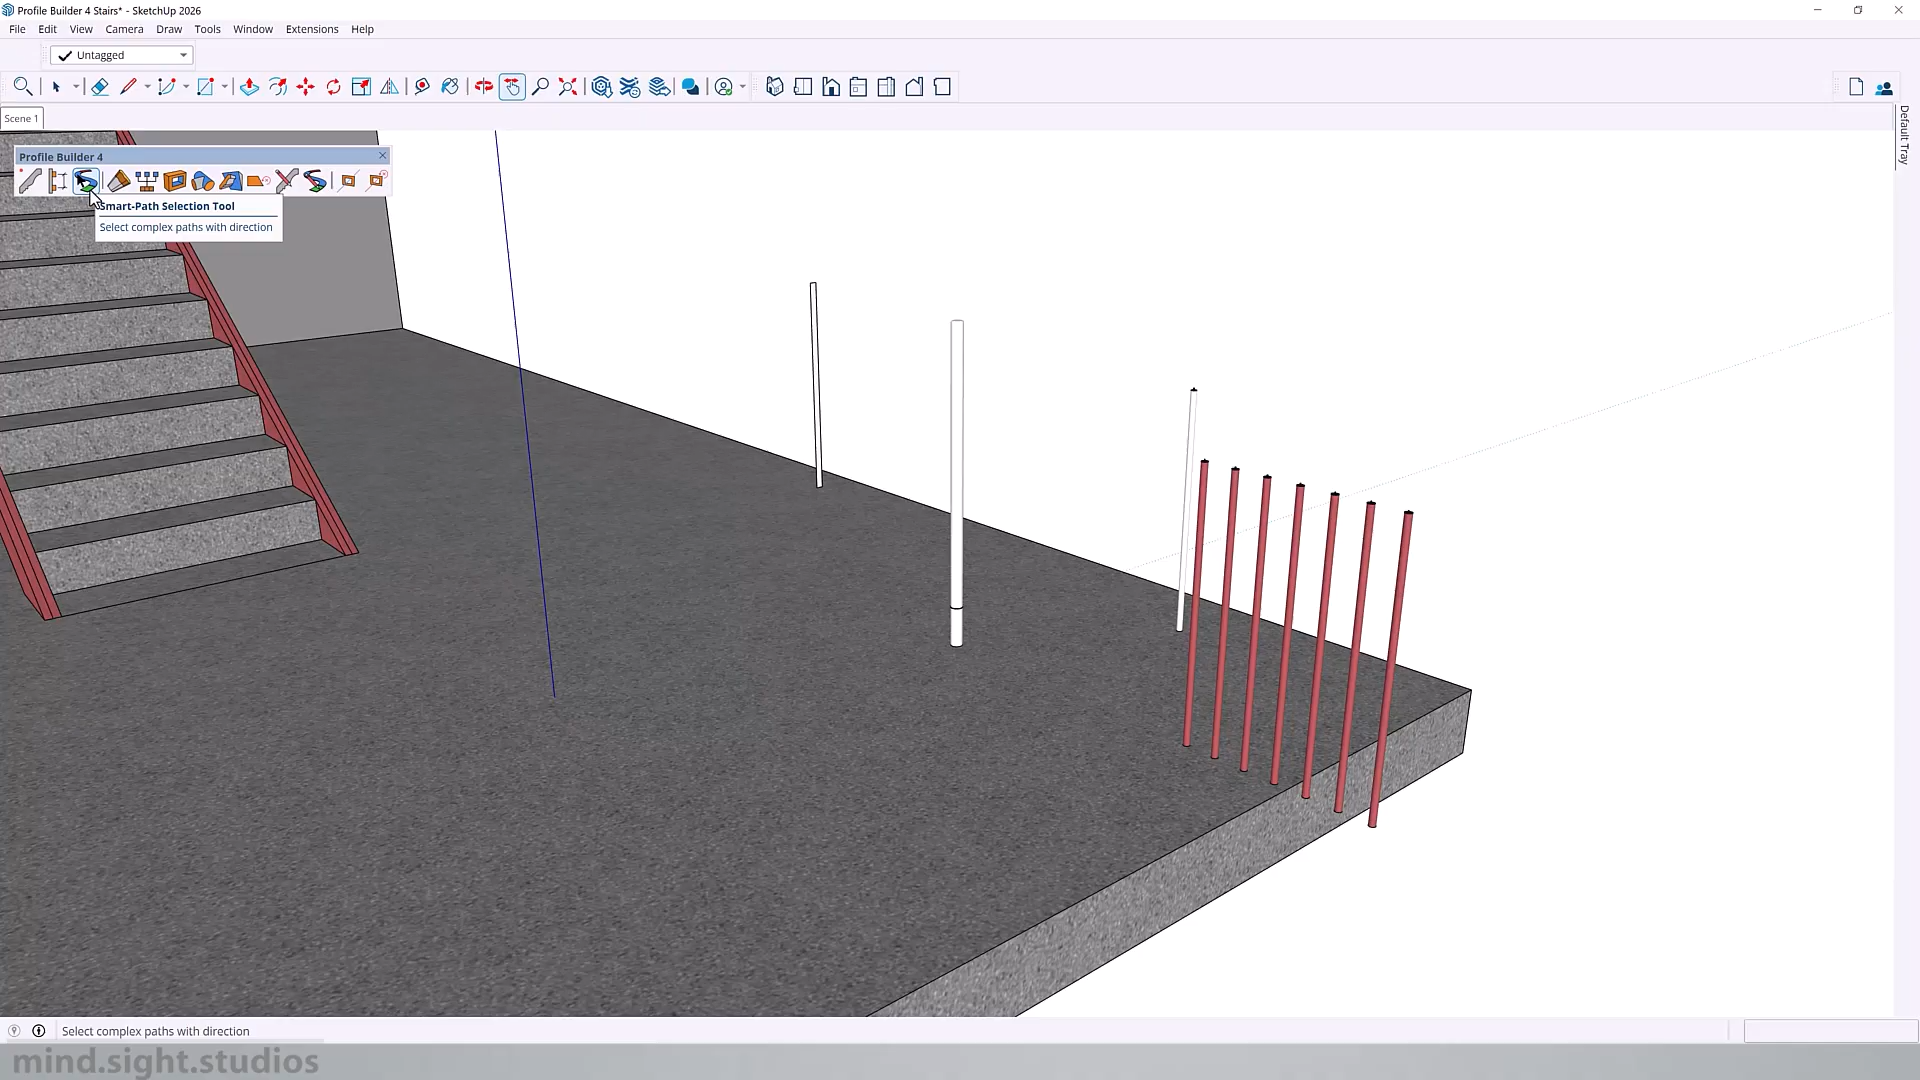 Profile Builder 4 Stairs* - SketchUp 2026
File Edit View Camera Draw Tools Window Extensions Help
Untagged
Scene 1
Default Tray
Profile Builder 4
Smart-Path Selection Tool
Select complex paths with direction
Select complex paths with direction
mind.sight.studios